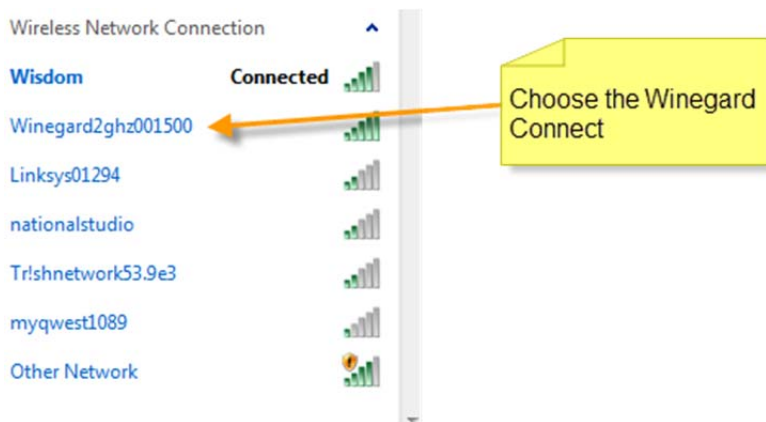 Wireless Network Connection
Wisdom Connected
Winegard2ghz001500
Choose the Winegard
Connect
Linksys01294
nationalstudio
Tr!shnetwork53.9e3
myqwest1089
Other Network